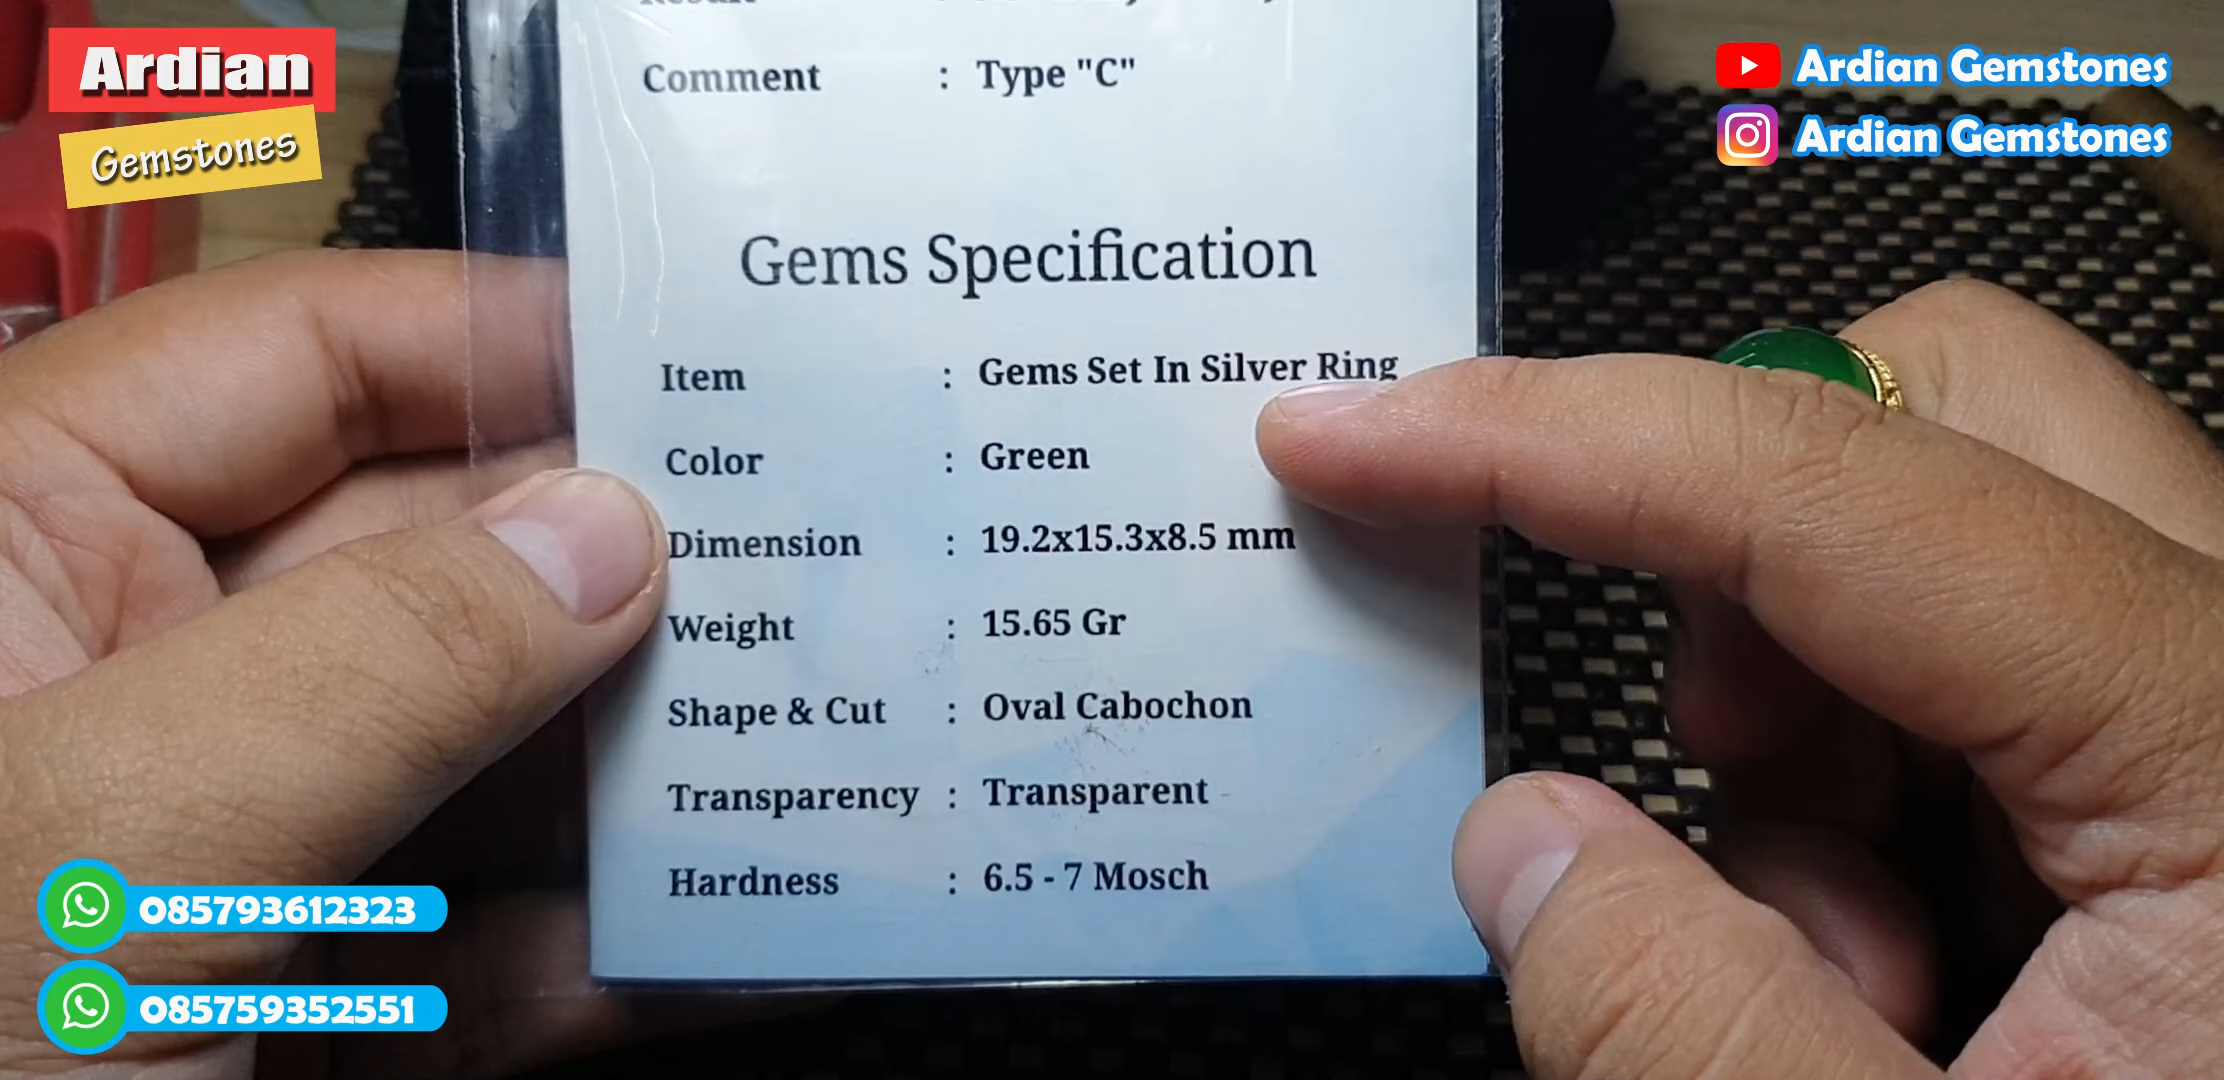 Ardian
Gemstones
Ardian Gemstones
Ardian Gemstones
Comment : Type "C"
Gems Specification
Item : Gems Set In Silver Ring
Color : Green
Dimension : 19.2x15.3x8.5 mm
Weight : 15.65 Gr
Shape & Cut : Oval Cabochon
Transparency : Transparent
Hardness : 6.5 - 7 Mosch
085793612323
085759352551